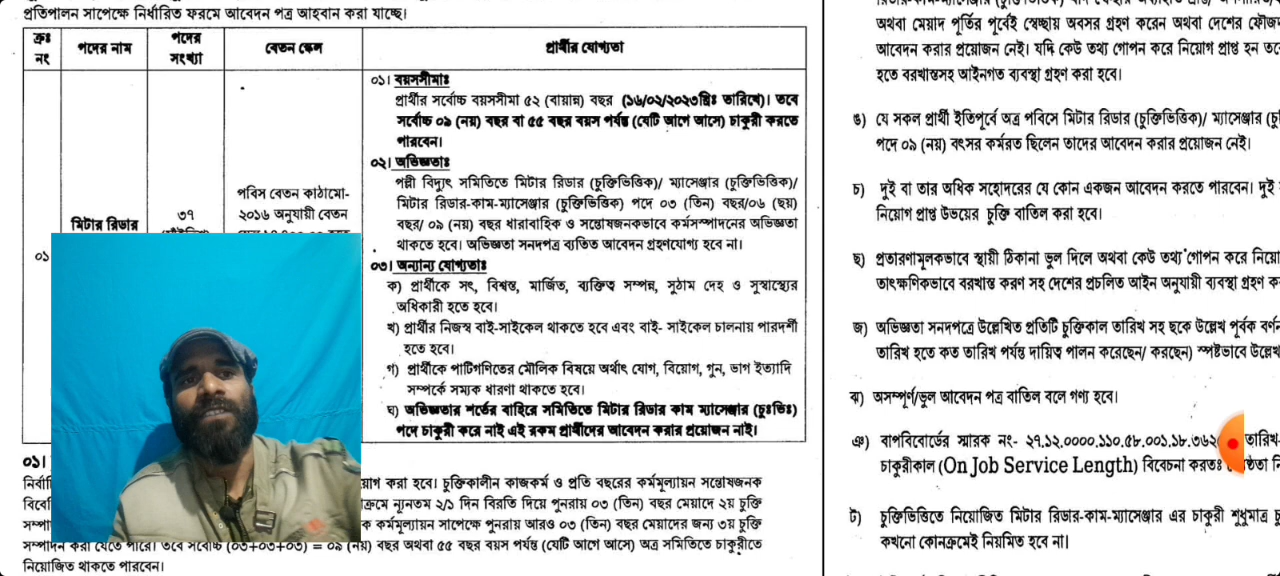 প্রতিপালন সাপেক্ষে নির্ধারিত ফরমে আবেদন পত্র আহবান করা যাচ্ছে।
ক্রঃ নং
পদের নাম
পদের সংখ্যা
বেতন স্কেল
প্রার্থীর যোগ্যতা
০১
মিটার রিডার
৩৭
পবিস বেতন কাঠামো-
২০১৬ অনুযায়ী বেতন
০১। বয়সসীমাঃ
প্রার্থীর সর্বোচ্চ বয়সসীমা ৫২ (বায়ান্ন) বছর (১৬/০২/২০২৩খ্রিঃ তারিখে)। তবে
সর্বোচ্চ ০৯ (নয়) বছর বা ৫৫ বছর বয়স পর্যন্ত (যেটি আগে আসে) চাকুরী করতে
পারবেন।
০২। অভিজ্ঞতাঃ
পল্লী বিদ্যুৎ সমিতিতে মিটার রিডার (চুক্তিভিত্তিক)/ ম্যাসেঞ্জার (চুক্তিভিত্তিক)/
মিটার রিডার-কাম-ম্যাসেঞ্জার (চুক্তিভিত্তিক) পদে ০৩ (তিন) বছর/০৬ (ছয়)
বছর/ ০৯ (নয়) বছর ধারাবাহিক ও সন্তোষজনকভাবে কর্মসম্পাদনের অভিজ্ঞতা
থাকতে হবে। অভিজ্ঞতা সনদপত্র ব্যতিত আবেদন গ্রহণযোগ্য হবে না।
০৩। অন্যান্য যোগ্যতাঃ
ক) প্রার্থীকে সৎ, বিশ্বস্ত, মার্জিত, ব্যক্তিত্ব সম্পন্ন, সুঠাম দেহ ও সুস্বাস্থ্যের
অধিকারী হতে হবে।
খ) প্রার্থীর নিজস্ব বাই-সাইকেল থাকতে হবে এবং বাই- সাইকেল চালনায় পারদর্শী
হতে হবে।
গ) প্রার্থীকে পাটিগণিতের মৌলিক বিষয়ে অর্থাৎ যোগ, বিয়োগ, গুন, ভাগ ইত্যাদি
সম্পর্কে সম্যক ধারণা থাকতে হবে।
ঘ) অভিজ্ঞতার শর্তের বাহিরে সমিতিতে মিটার রিডার কাম ম্যাসেঞ্জার (চুঃভিঃ)
পদে চাকুরী করে নাই এই রকম প্রার্থীদের আবেদন করার প্রয়োজন নাই।
০১।
নির্বাচ যোগ করা হবে। চুক্তিকালীন কাজকর্ম ও প্রতি বছরের কর্মমূল্যায়ন সন্তোষজনক
বিবে ক্রমে ন্যূনতম ২/১ দিন বিরতি দিয়ে পুনরায় ০৩ (তিন) বছর মেয়াদে ২য় চুক্তি
সম্পা ক কর্মমূল্যায়ন সাপেক্ষে পুনরায় আরও ০৩ (তিন) বছর মেয়াদের জন্য ৩য় চুক্তি
সম্পাদন করা যেতে পারে। তবে সর্বোচ্চ (০৩+০৩+০৩) = ০৯ (নয়) বছর অথবা ৫৫ বছর বয়স পর্যন্ত (যেটি আগে আসে) অত্র সমিতিতে চাকুরীতে
নিয়োজিত থাকতে পারবেন।
অথবা মেয়াদ পূর্তির পূর্বেই স্বেচ্ছায় অবসর গ্রহণ করেন অথবা দেশের ফৌজ
আবেদন করার প্রয়োজন নেই। যদি কেউ তথ্য গোপন করে নিয়োগ প্রাপ্ত হন তবে
হতে বরখাস্তসহ আইনগত ব্যবস্থা গ্রহণ করা হবে।
ঙ) যে সকল প্রার্থী ইতিপূর্বে অত্র পবিসে মিটার রিডার (চুক্তিভিত্তিক)/ ম্যাসেঞ্জার (চু
পদে ০৯ (নয়) বৎসর কর্মরত ছিলেন তাদের আবেদন করার প্রয়োজন নেই।
চ) দুই বা তার অধিক সহোদরের যে কোন একজন আবেদন করতে পারবেন। দুই
নিয়োগ প্রাপ্ত উভয়ের চুক্তি বাতিল করা হবে।
ছ) প্রতারণামূলকভাবে স্থায়ী ঠিকানা ভুল দিলে অথবা কেউ তথ্য গোপন করে নিয়ো
তাৎক্ষণিকভাবে বরখাস্ত করণ সহ দেশের প্রচলিত আইন অনুযায়ী ব্যবস্থা গ্রহণ ক
জ) অভিজ্ঞতা সনদপত্রে উল্লেখিত প্রতিটি চুক্তিকাল তারিখ সহ ছকে উল্লেখ পূর্বক বর্ণ
তারিখ হতে কত তারিখ পর্যন্ত দায়িত্ব পালন করেছেন/ করছেন) স্পষ্টভাবে উল্লেখ
ঝ) অসম্পূর্ণ/ভুল আবেদন পত্র বাতিল বলে গণ্য হবে।
ঞ) বাপবিবোর্ডের স্মারক নং- ২৭.১২.০০০০.১১০.৫৮.০০১.১৮.৩৬২ তারিখ-
চাকুরীকাল (On Job Service Length) বিবেচনা করতঃ
ট) চুক্তিভিত্তিতে নিয়োজিত মিটার রিডার-কাম-ম্যাসেঞ্জার এর চাকুরী শুধুমাত্র চ
কখনো কোনক্রমেই নিয়মিত হবে না।